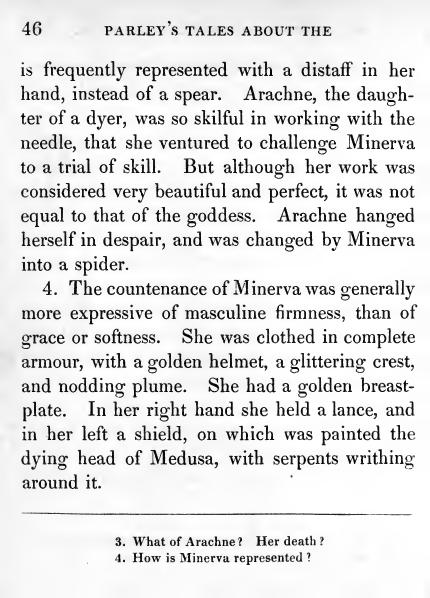 46 PARLEY'S TALES ABOUT THE
is frequently represented with a distaff in her
hand, instead of a spear. Arachne, the daugh-
ter of a dyer, was so skilful in working with the
needle, that she ventured to challenge Minerva
to a trial of skill. But although her work was
considered very beautiful and perfect, it was not
equal to that of the goddess. Arachne hanged
herself in despair, and was changed by Minerva
into a spider.
4. The countenance of Minerva was generally
more expressive of masculine firmness, than of
grace or softness. She was clothed in complete
armour, with a golden helmet, a glittering crest,
and nodding plume. She had a golden breast-
plate. In her right hand she held a lance, and
in her left a shield, on which was painted the
dying head of Medusa, with serpents writhing
around it.
3. What of Arachne? Her death?
4. How is Minerva represented?